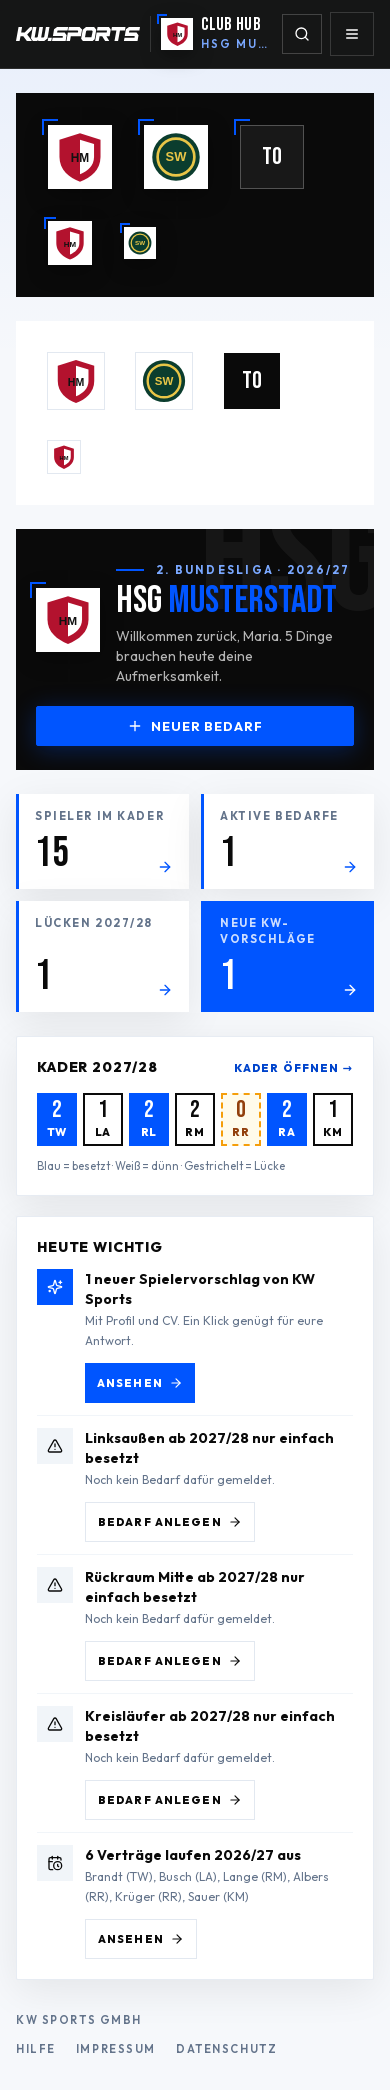 KW.SPORTS
HM
CLUB HUB
HSG MU...
HM
SW
TO
HM
SW
HM
SW
TO
HM
HSG
2. BUNDESLIGA · 2026/27
HM
HSG MUSTERSTADT
Willkommen zurück, Maria. 5 Dinge
brauchen heute deine
Aufmerksamkeit.
+ NEUER BEDARF
SPIELER IM KADER
15
AKTIVE BEDARFE
1
LÜCKEN 2027/28
1
NEUE KW-
VORSCHLÄGE
1
KADER 2027/28
KADER ÖFFNEN →
2 1 2 2 0 2 1
TW LA RL RM RR RA KM
Blau = besetzt · Weiß = dünn · Gestrichelt = Lücke
HEUTE WICHTIG
1 neuer Spielervorschlag von KW
Sports
Mit Profil und CV. Ein Klick genügt für eure
Antwort.
ANSEHEN →
Linksaußen ab 2027/28 nur einfach
besetzt
Noch kein Bedarf dafür gemeldet.
BEDARF ANLEGEN →
Rückraum Mitte ab 2027/28 nur
einfach besetzt
Noch kein Bedarf dafür gemeldet.
BEDARF ANLEGEN →
Kreisläufer ab 2027/28 nur einfach
besetzt
Noch kein Bedarf dafür gemeldet.
BEDARF ANLEGEN →
6 Verträge laufen 2026/27 aus
Brandt (TW), Busch (LA), Lange (RM), Albers
(RR), Krüger (RR), Sauer (KM)
ANSEHEN →
KW SPORTS GMBH
HILFE IMPRESSUM DATENSCHUTZ